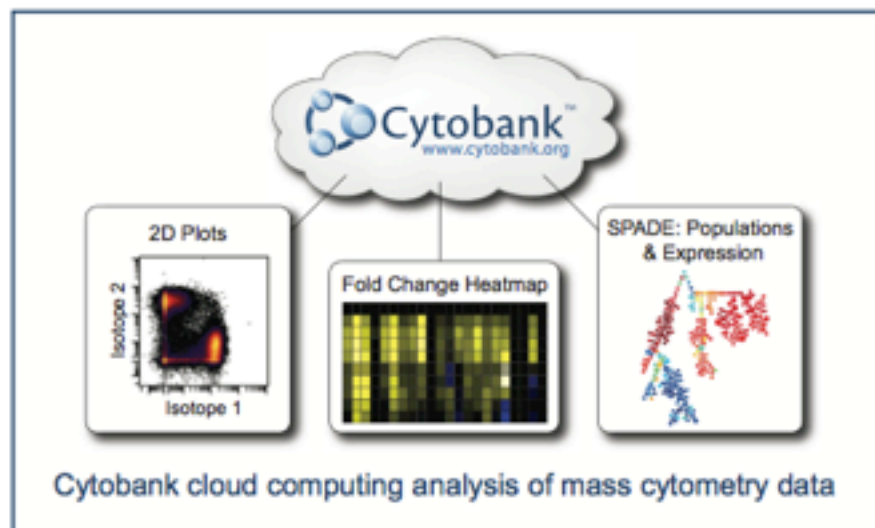 Cytobank™
www.cytobank.org
2D Plots
Isotope 2
Isotope 1
Fold Change Heatmap
SPADE: Populations
& Expression
Cytobank cloud computing analysis of mass cytometry data